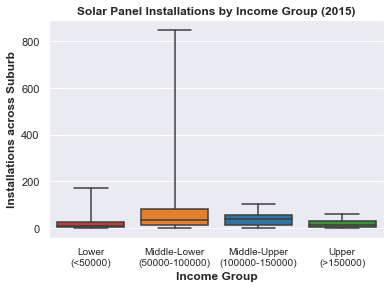 Solar Panel Installations by Income Group (2015)
Installations across Suburb
800
600
400
200
0
Lower
(<50000)
Middle-Lower
(50000-100000)
Middle-Upper
(100000-150000)
Upper
(>150000)
Income Group